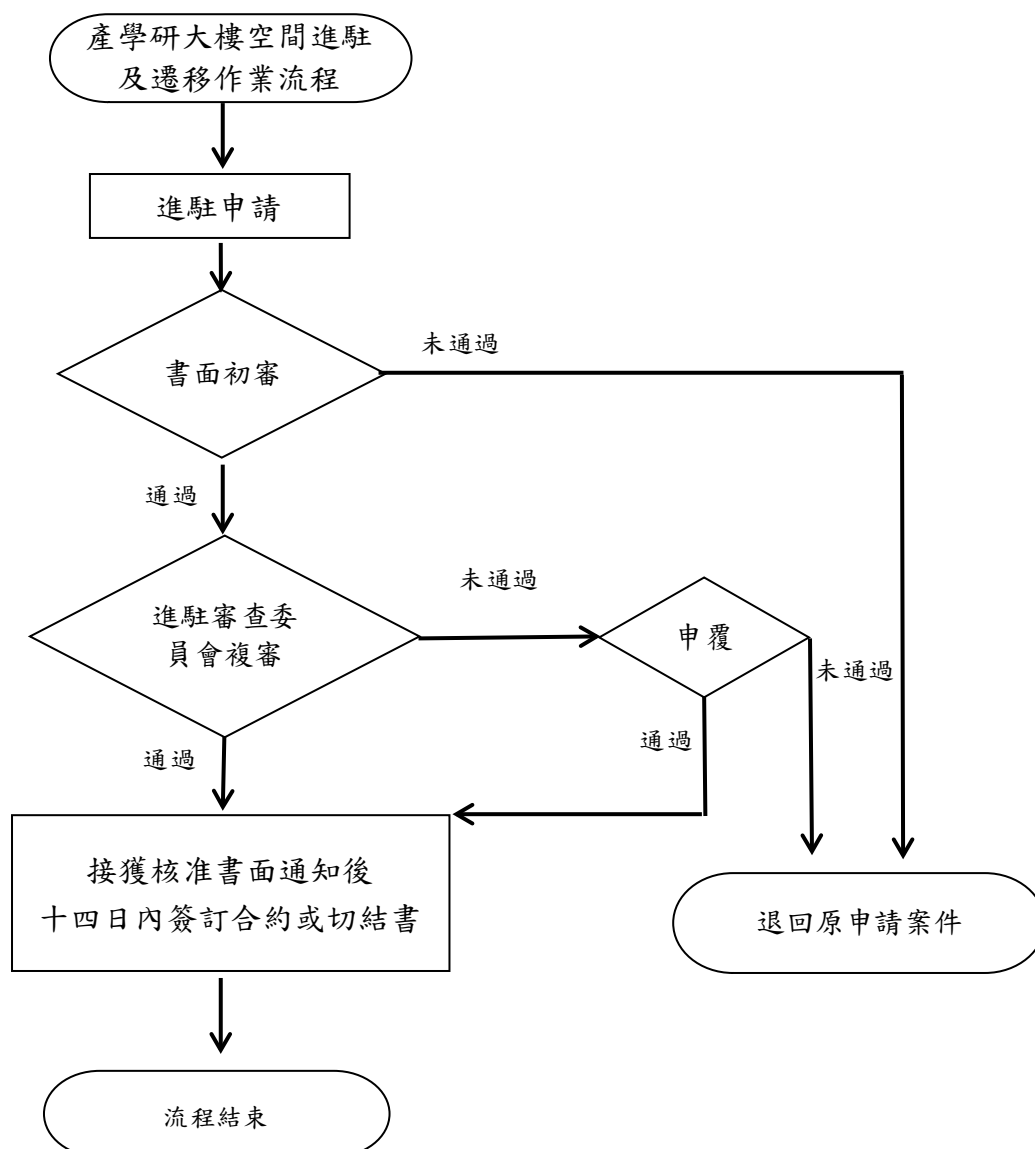 產學研大樓空間進駐
及遷移作業流程
進駐申請
書面初審
未通過
通過
進駐審查委
員會複審
未通過
申覆
未通過
通過
通過
接獲核准書面通知後
十四日內簽訂合約或切結書
退回原申請案件
流程結束